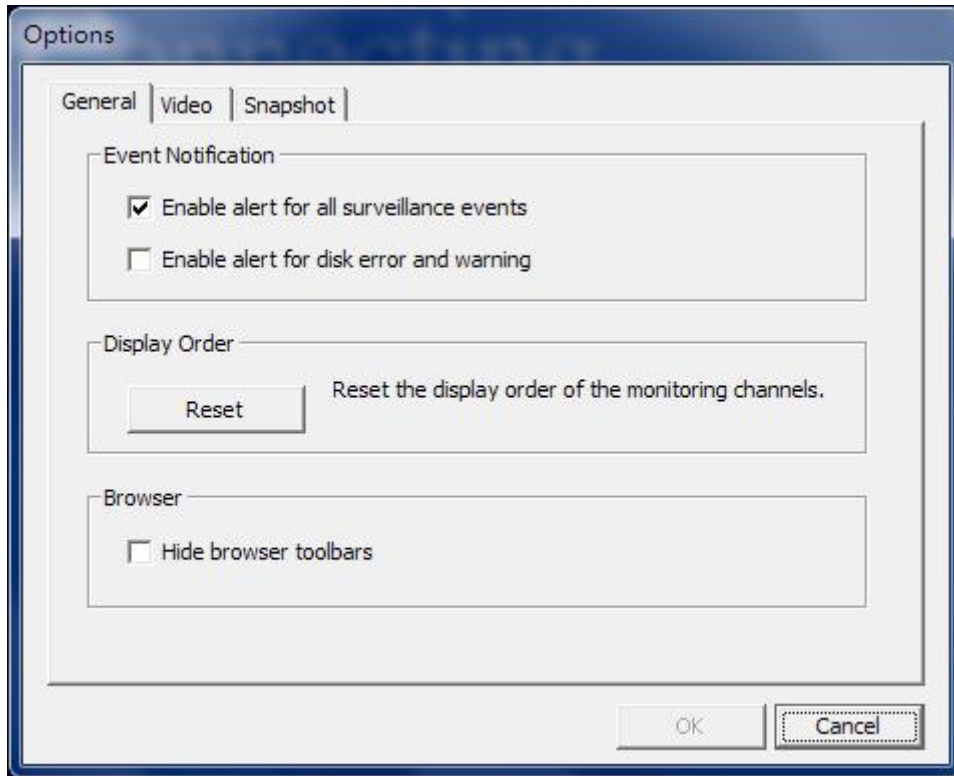 Options
General Video Snapshot
Event Notification
Enable alert for all surveillance events
Enable alert for disk error and warning
Display Order
Reset the display order of the monitoring channels.
Reset
Browser
Hide browser toolbars
OK Cancel